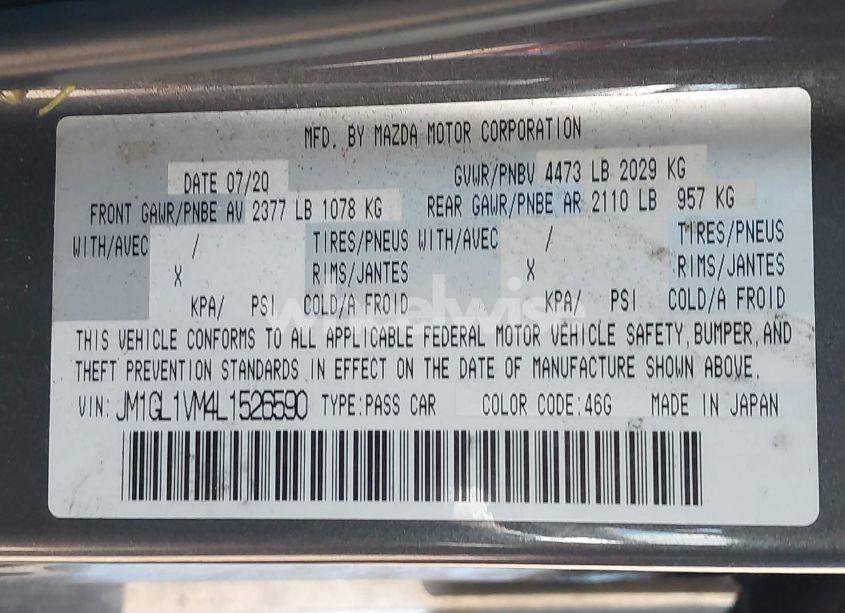 MFD. BY MAZDA MOTOR CORPORATION
DATE 07/20 GVWR/PNBV 4473 LB 2029 KG
FRONT GAWR/PNBE AV 2377 LB 1078 KG REAR GAWR/PNBE AR 2110 LB 957 KG
WITH/AVEC / TIRES/PNEUS WITH/AVEC / TIRES/PNEUS
X RIMS/JANTES X RIMS/JANTES
KPA/ PSI COLD/A FROID KPA/ PSI COLD/A FROID
wheelwise
THIS VEHICLE CONFORMS TO ALL APPLICABLE FEDERAL MOTOR VEHICLE SAFETY, BUMPER, AND
THEFT PREVENTION STANDARDS IN EFFECT ON THE DATE OF MANUFACTURE SHOWN ABOVE.
VIN: JM1GL1VM4L1526590 TYPE:PASS CAR COLOR CODE:46G MADE IN JAPAN